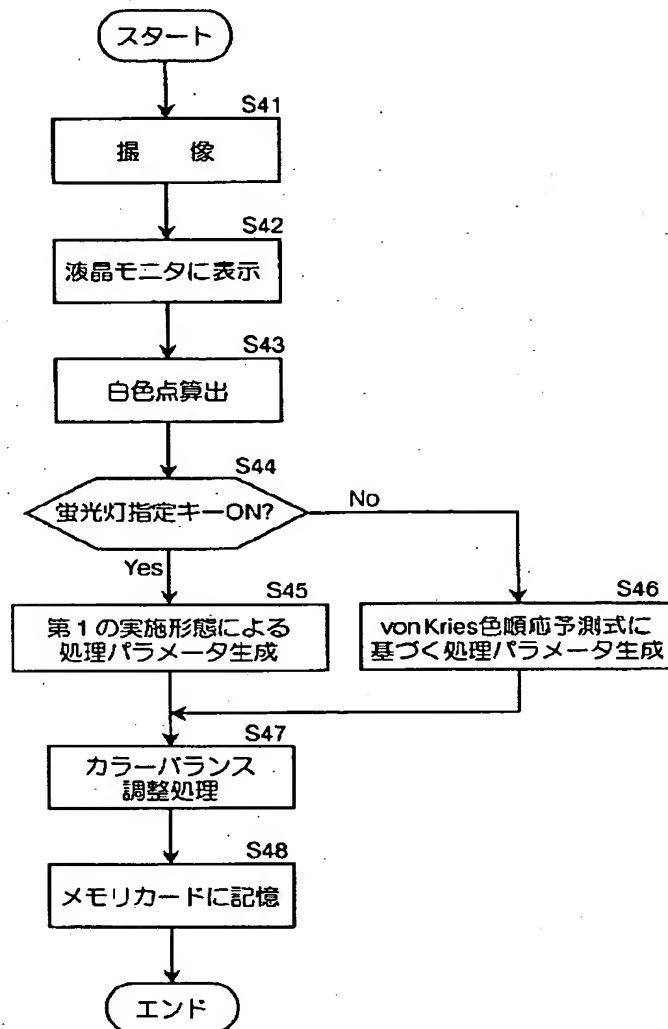 スタート
S41
撮　像
S42
液晶モニタに表示
S43
白色点算出
S44
蛍光灯指定キーON?
No
Yes
S45
第1の実施形態による
処理パラメータ生成
S46
vonKries色順応予測式に
基づく処理パラメータ生成
S47
カラーバランス
調整処理
S48
メモリカードに記憶
エンド